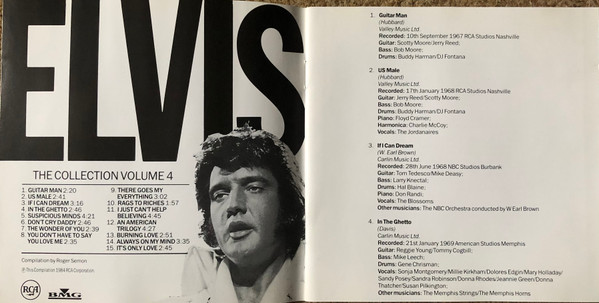 ELVIS
THE COLLECTION VOLUME 4
1. GUITAR MAN 2:20
2. US MALE 2:41
3. IF I CAN DREAM 3:16
4. IN THE GHETTO 2:46
5. SUSPICIOUS MINDS 4:21
6. DON'T CRY DADDY 2:46
7. THE WONDER OF YOU 2:39
8. YOU DON'T HAVE TO SAY
YOU LOVE ME 2:35
9. THERE GOES MY
EVERYTHING 3:02
10. RAGS TO RICHES 1:57
11. I JUST CAN'T HELP
BELIEVING 4:45
12. AN AMERICAN
TRILOGY 4:27
13. BURNING LOVE 2:51
14. ALWAYS ON MY MIND 3:35
15. IT'S ONLY LOVE 2:45
Compilation by Roger Semon
℗ This Compilation 1984 RCA Corporation
RCA
BMG
1. Guitar Man
(Hubbard)
Valley Music Ltd.
Recorded: 10th September 1967 RCA Studios Nashville
Guitar: Scotty Moore/Jerry Reed;
Bass: Bob Moore;
Drums: Buddy Harman/DJ Fontana
2. US Male
(Hubbard)
Valley Music Ltd.
Recorded: 17th January 1968 RCA Studios Nashville
Guitar: Jerry Reed/Scotty Moore;
Bass: Bob Moore;
Drums: Buddy Harman/DJ Fontana
Piano: Floyd Cramer;
Harmonica: Charlie McCoy;
Vocals: The Jordanaires
3. If I Can Dream
(W. Earl Brown)
Carlin Music Ltd.
Recorded: 28th June 1968 NBC Studios Burbank
Guitar: Tom Tedesco/Mike Deasy;
Bass: Larry Knectal;
Drums: Hal Blaine;
Piano: Don Randi;
Vocals: The Blossoms
Other musicians: The NBC Orchestra conducted by W Earl Brown
4. In The Ghetto
(Davis)
Carlin Music Ltd.
Recorded: 21st January 1969 American Studios Memphis
Guitar: Reggie Young/Tommy Cogbill;
Bass: Mike Leech;
Drums: Gene Chrisman;
Vocals: Sonja Montgomery/Millie Kirkham/Dolores Edgin/Mary Holladay/
Sandy Posey/Sandra Robinson/Donna Rhodes/Jeannie Green/Donna
Thatcher/Susan Pilkington;
Other musicians: The Memphis Strings/The Memphis Horns